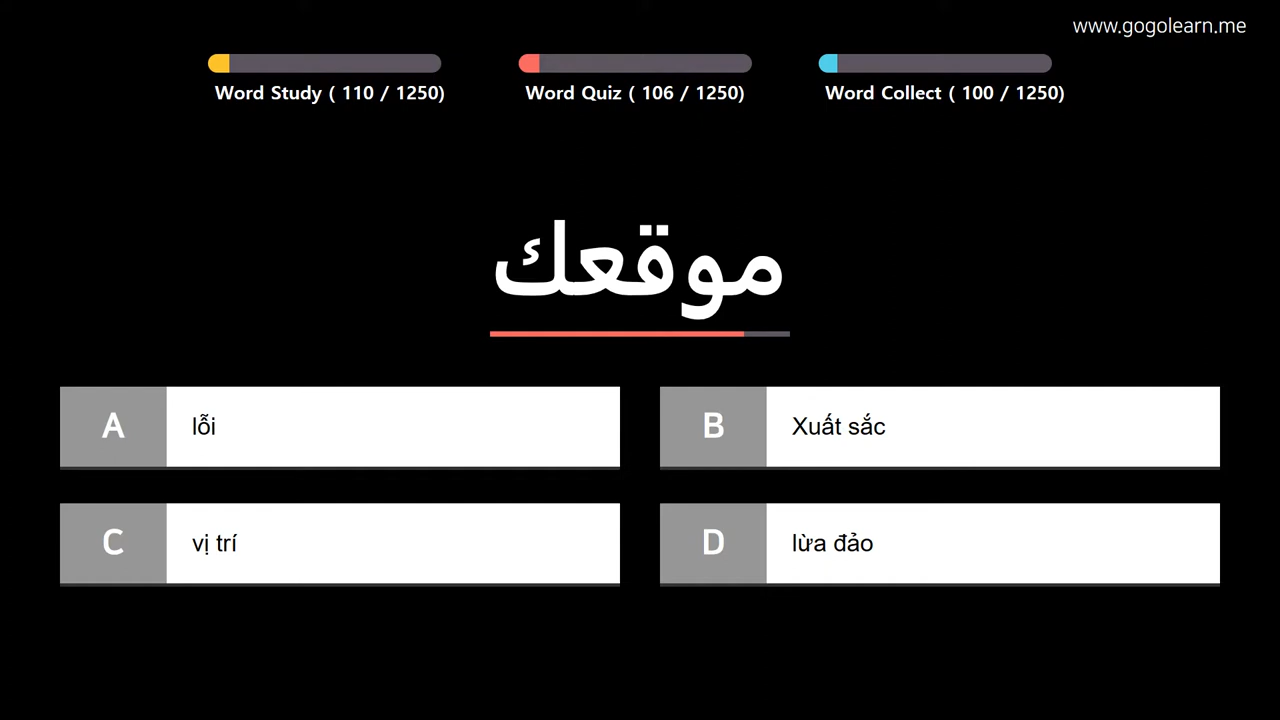 www.gogolearn.me
Word Study ( 110 / 1250)
Word Quiz ( 106 / 1250)
Word Collect ( 100 / 1250)
موقعك
A
lỗi
B
Xuất sắc
C
vị trí
D
lừa đảo